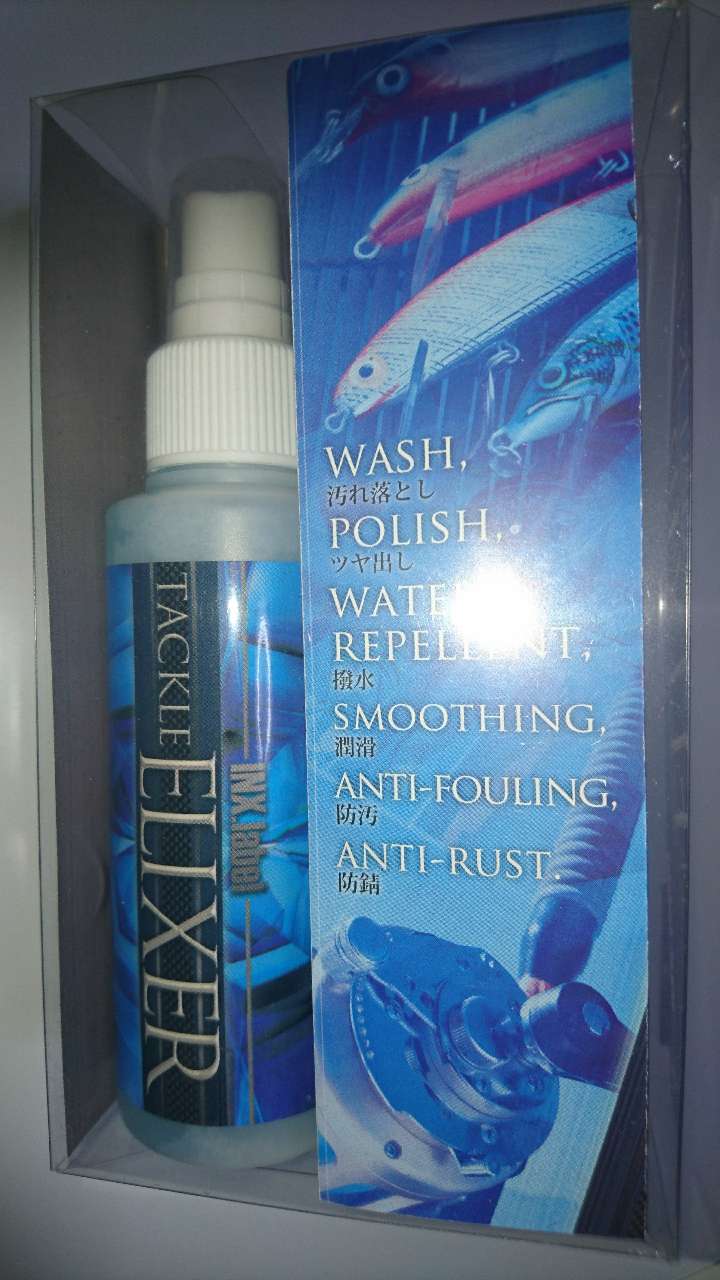 TACKLE
ELIXER
INX.label
WASH,
汚れ落とし
POLISH,
ツヤ出し
WATER
REPELLENT,
撥水
SMOOTHING,
潤滑
ANTI-FOULING,
防汚
ANTI-RUST.
防錆